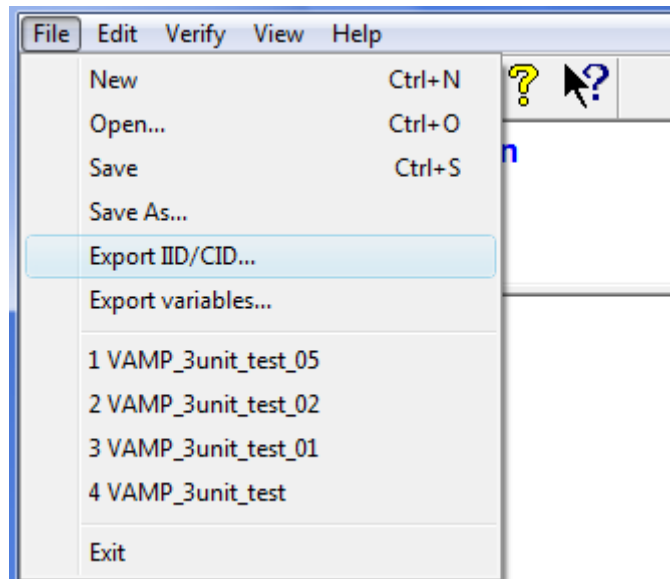 File Edit Verify View Help
New Ctrl+N
Open... Ctrl+O
Save Ctrl+S
Save As...
Export IID/CID...
Export variables...
1 VAMP_3unit_test_05
2 VAMP_3unit_test_02
3 VAMP_3unit_test_01
4 VAMP_3unit_test
Exit
n